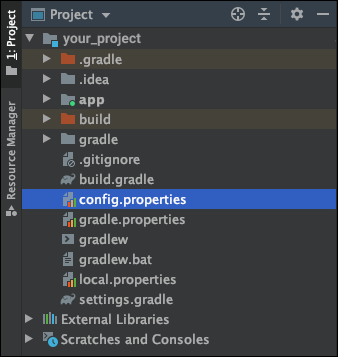 1: Project
Resource Manager
Project
your_project
.gradle
.idea
app
build
gradle
.gitignore
build.gradle
config.properties
gradle.properties
gradlew
gradlew.bat
local.properties
settings.gradle
External Libraries
Scratches and Consoles